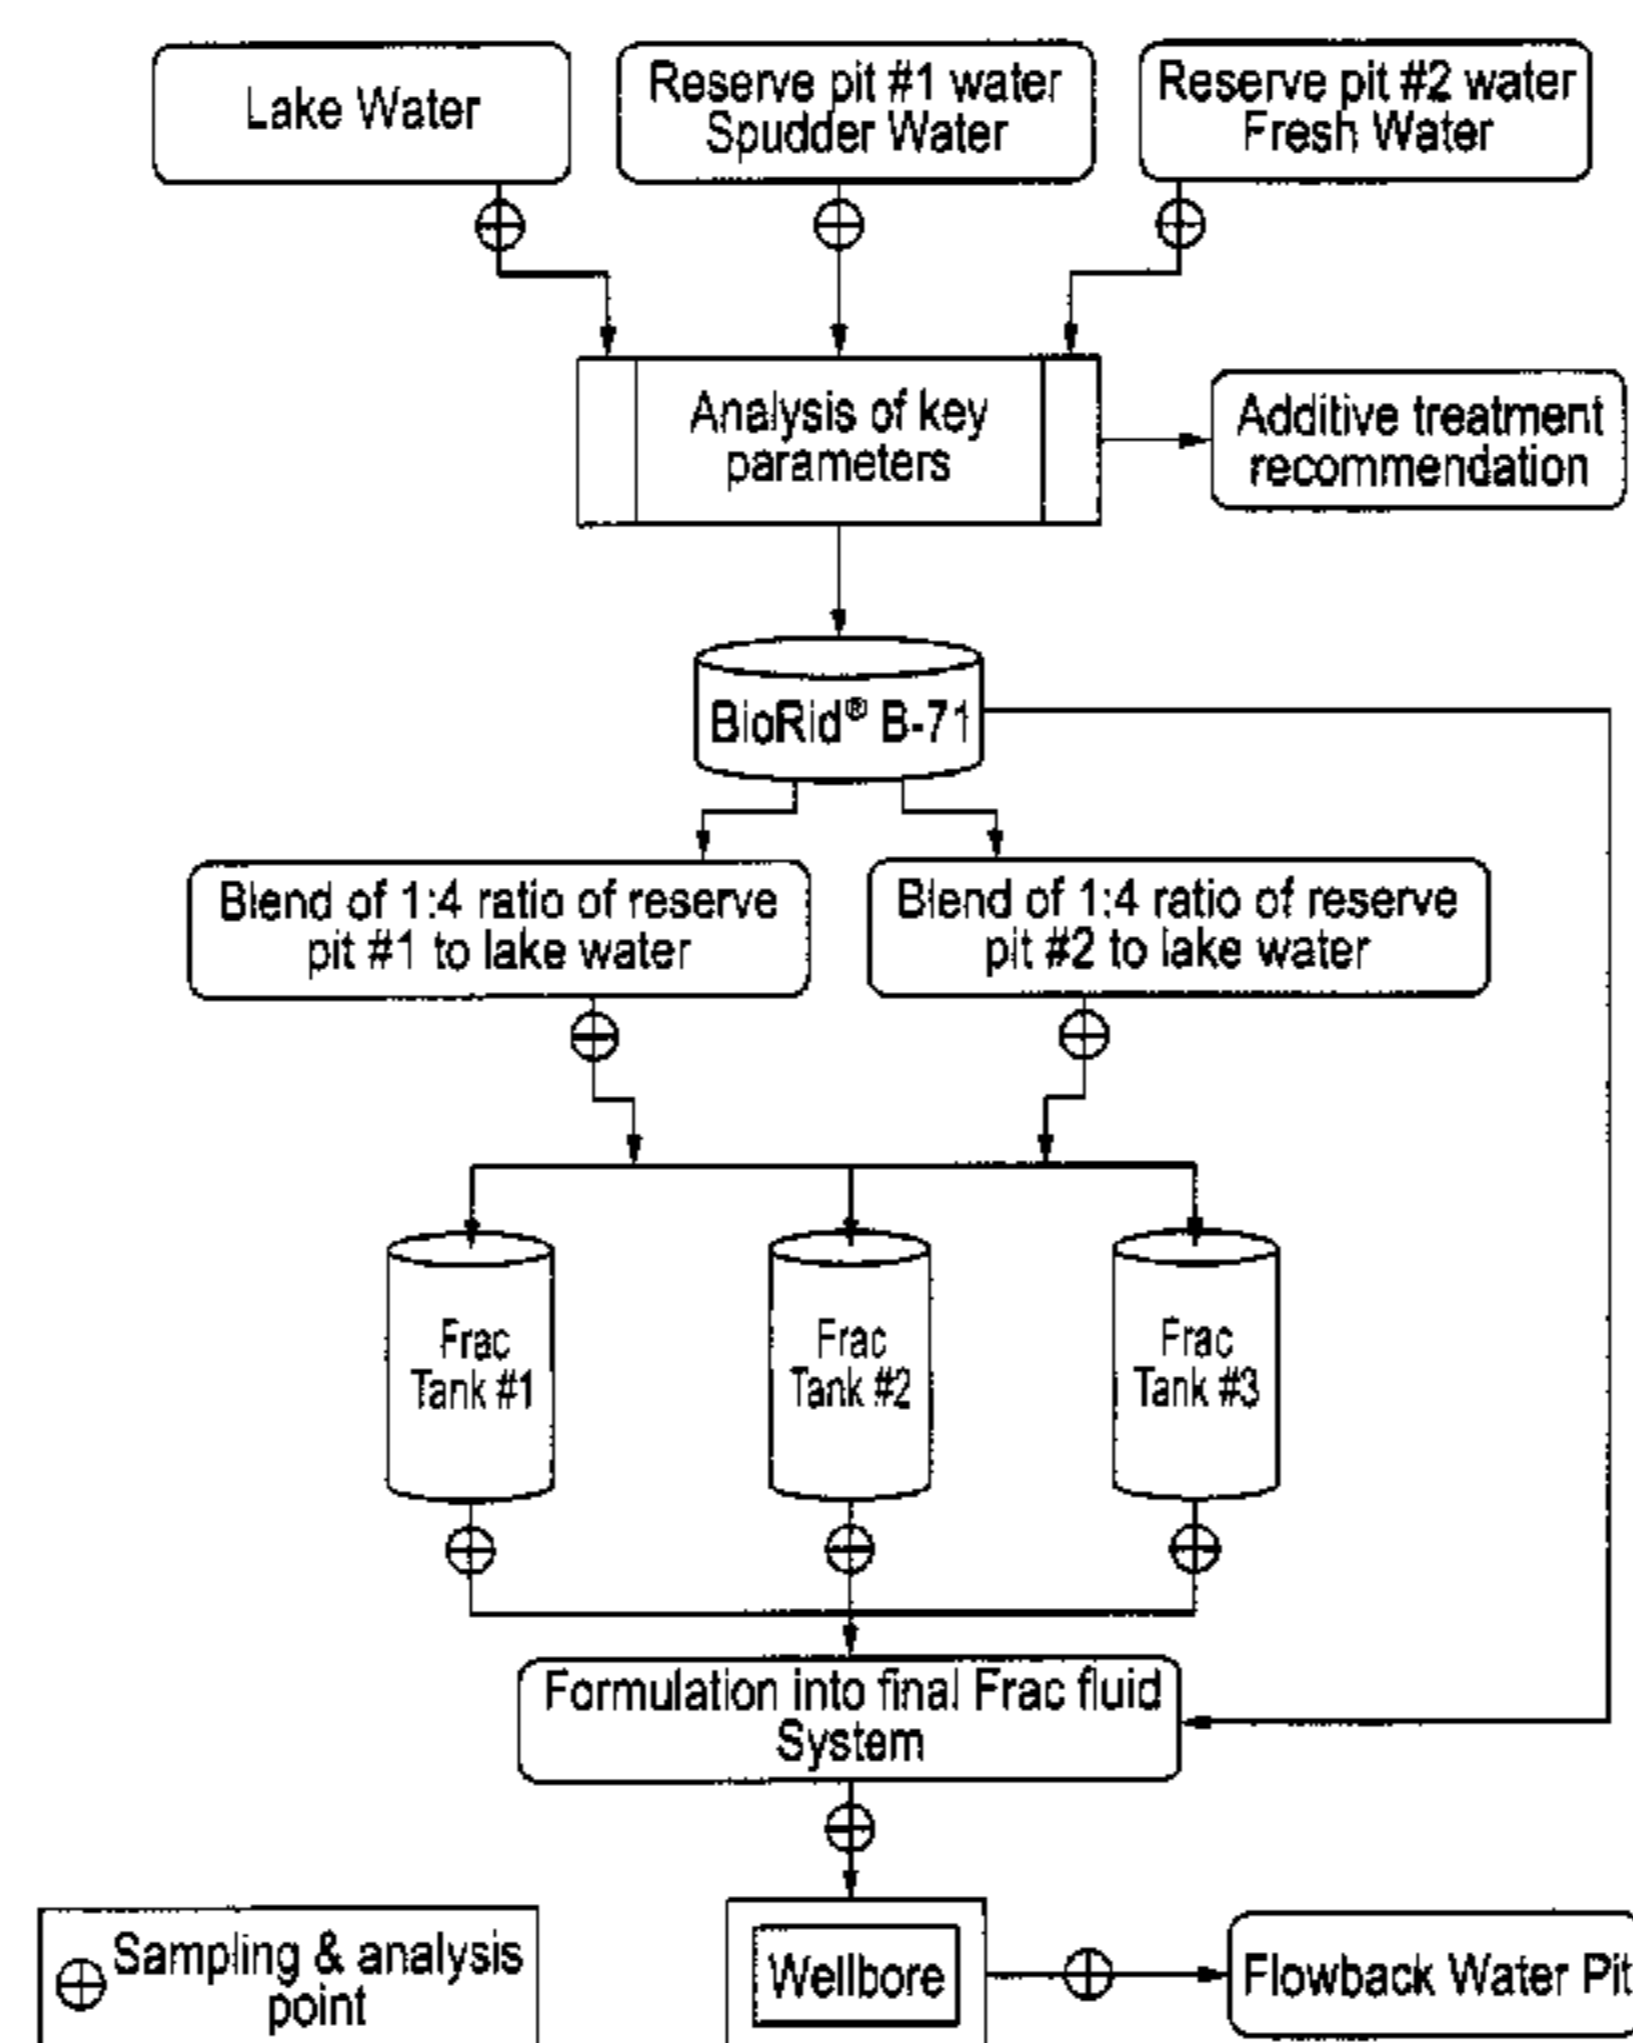 Lake Water
Reserve pit #1 water
Spudder Water
Reserve pit #2 water
Fresh Water
Analysis of key
parameters
Additive treatment
recommendation
BioRid® B-71
Blend of 1:4 ratio of reserve
pit #1 to lake water
Blend of 1:4 ratio of reserve
pit #2 to lake water
Frac
Tank #1
Frac
Tank #2
Frac
Tank #3
Formulation into final Frac fluid
System
Sampling & analysis
point
Wellbore
Flowback Water Pit